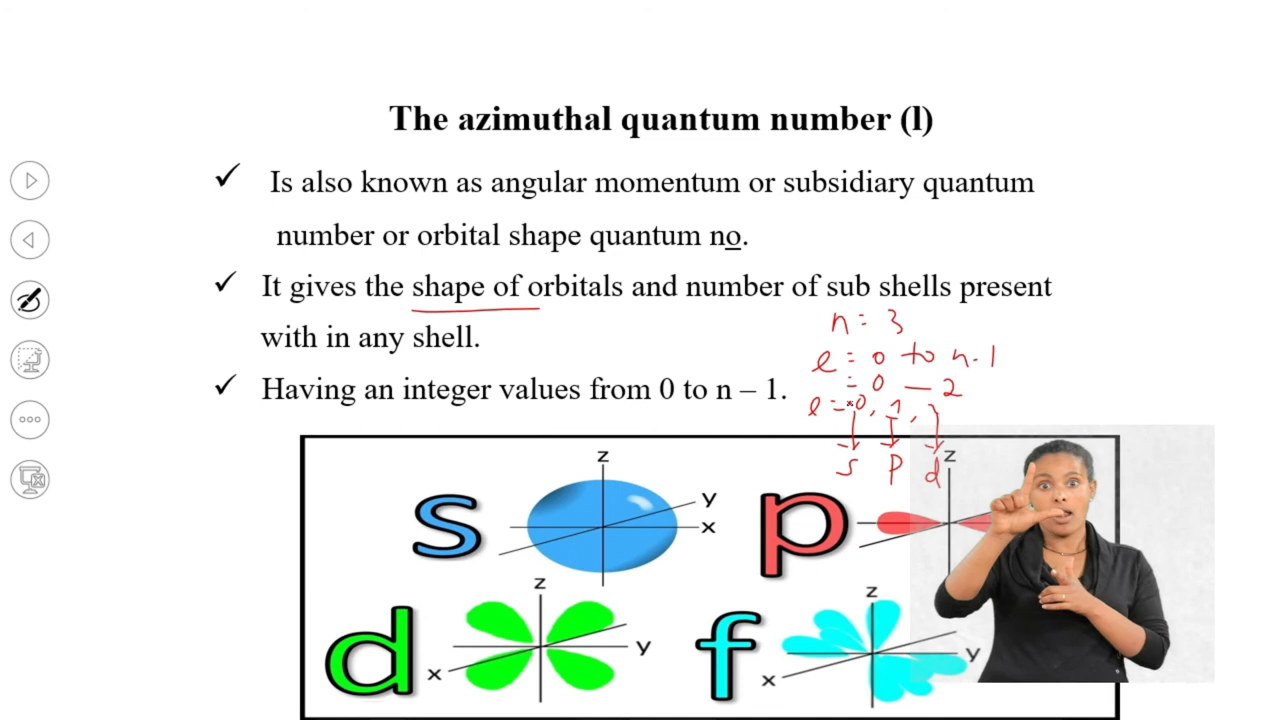 The azimuthal quantum number (l)
✓ Is also known as angular momentum or subsidiary quantum
number or orbital shape quantum no.
✓ It gives the shape of orbitals and number of sub shells present
with in any shell.
✓ Having an integer values from 0 to n – 1.
n = 3
l = 0 to n-1
= 0 — 2
l = 0, 1, 2
s p d
z
y
x
s
z
p
z
y
x
d
z
y
x
f